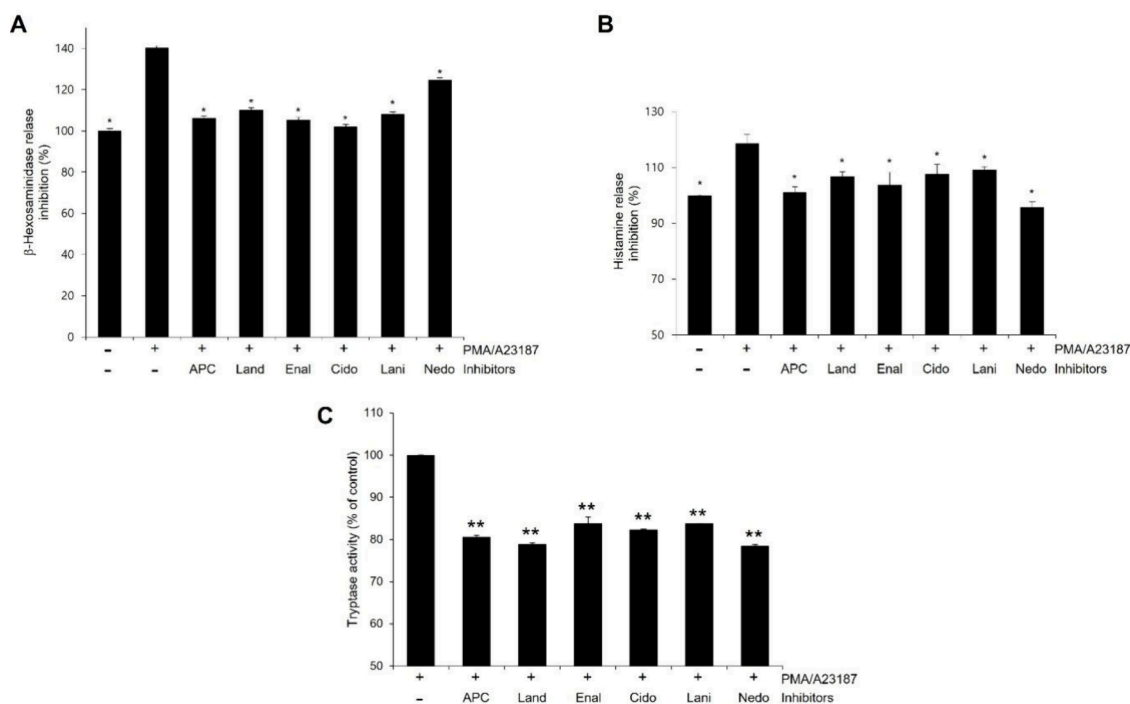 A
β-Hexosaminidase relase
inhibition (%)
140
120
100
80
60
40
20
0
* * * * * * *
- + + + + + + + PMA/A23187
- - APC Land Enal Cido Lani Nedo Inhibitors
B
Histamine relase
inhibition (%)
130
110
90
70
50
* * * * * * *
- + + + + + + + PMA/A23187
- - APC Land Enal Cido Lani Nedo Inhibitors
C
Tryptase activity (% of control)
110
100
90
80
70
60
50
** ** ** ** ** **
+ + + + + + + PMA/A23187
- APC Land Enal Cido Lani Nedo Inhibitors